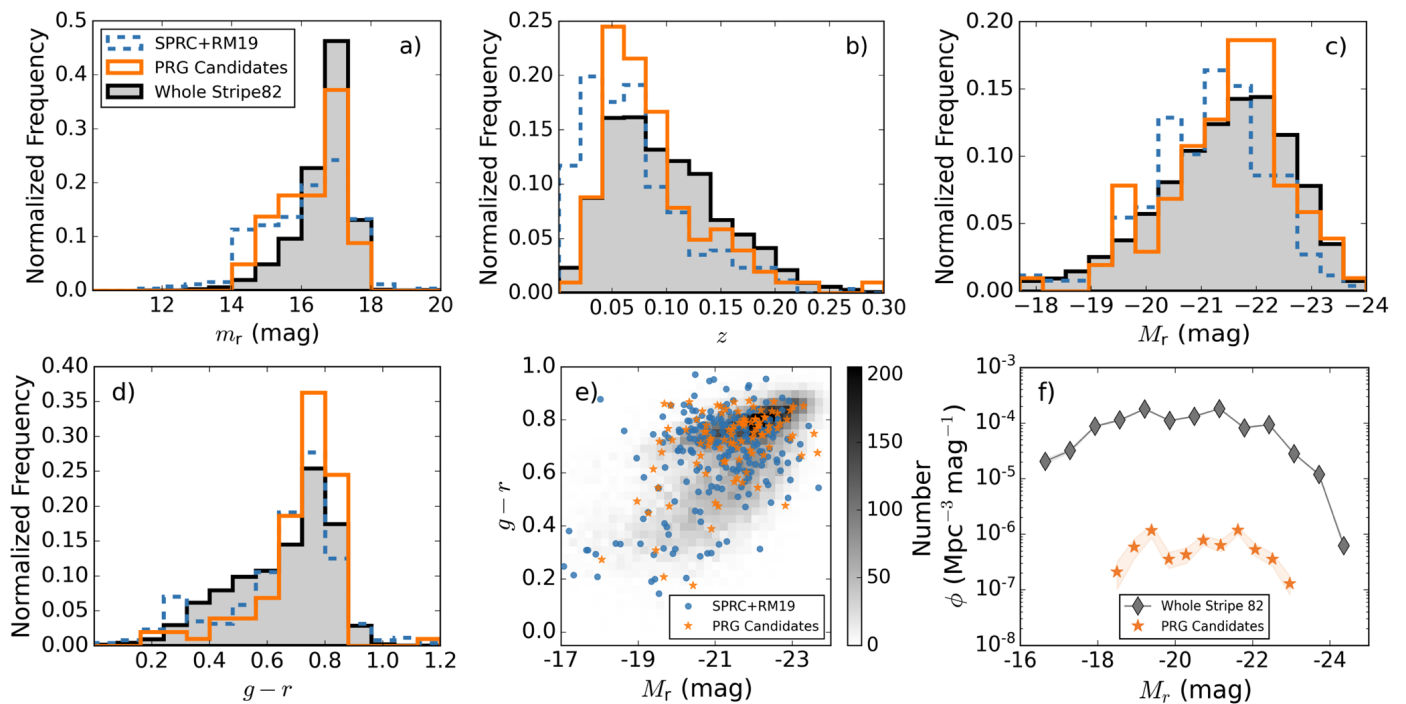 a)
SPRC+RM19
PRG Candidates
Whole Stripe82
Normalized Frequency
0.5
0.4
0.3
0.2
0.1
0.0
12 14 16 18 20
m_r (mag)
b)
Normalized Frequency
0.25
0.20
0.15
0.10
0.05
0.00
0.05 0.10 0.15 0.20 0.25 0.30
z
c)
Normalized Frequency
0.20
0.15
0.10
0.05
0.00
−18 −19 −20 −21 −22 −23 −24
M_r (mag)
d)
Normalized Frequency
0.40
0.35
0.30
0.25
0.20
0.15
0.10
0.05
0.00
0.2 0.4 0.6 0.8 1.0 1.2
g − r
e)
g − r
1.0
0.8
0.6
0.4
0.2
0.0
SPRC+RM19
PRG Candidates
-17 -19 -21 -23
M_r (mag)
200
150
100
50
0
Number
f)
ϕ (Mpc⁻³ mag⁻¹)
10⁻³
10⁻⁴
10⁻⁵
10⁻⁶
10⁻⁷
10⁻⁸
Whole Stripe 82
PRG Candidates
-16 -18 -20 -22 -24
M_r (mag)